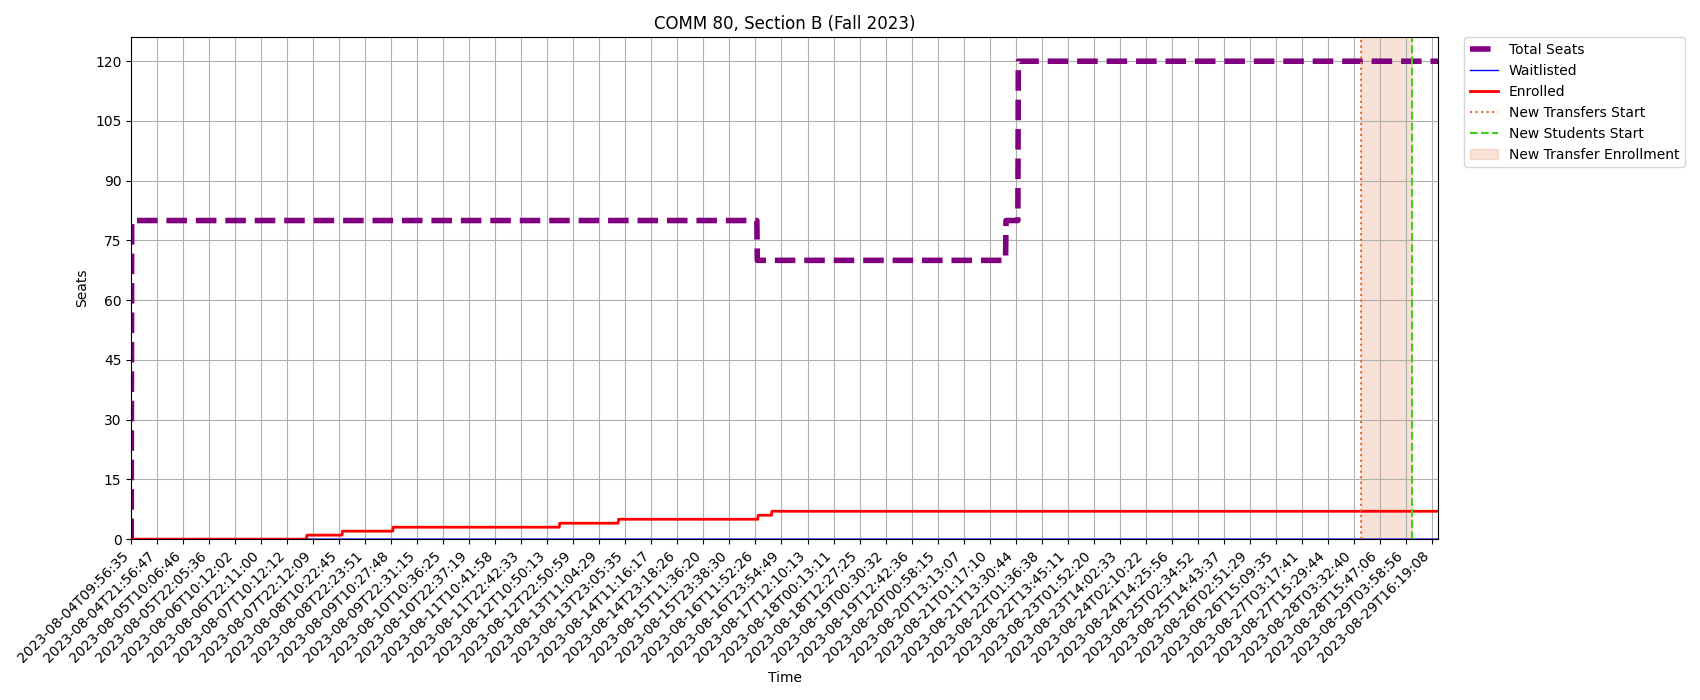 COMM 80, Section B (Fall 2023)
Total Seats
Waitlisted
Enrolled
New Transfers Start
New Students Start
New Transfer Enrollment
Seats
120
105
90
75
60
45
30
15
0
2023-08-04T09:56:35
2023-08-04T21:56:47
2023-08-05T10:06:46
2023-08-05T22:05:36
2023-08-06T10:12:02
2023-08-06T22:11:00
2023-08-07T10:12:12
2023-08-07T22:12:09
2023-08-08T10:22:45
2023-08-08T22:23:51
2023-08-09T10:27:48
2023-08-09T22:31:15
2023-08-10T10:36:25
2023-08-10T22:37:19
2023-08-11T10:41:58
2023-08-11T22:42:33
2023-08-12T10:50:13
2023-08-12T22:50:59
2023-08-13T11:04:29
2023-08-13T23:05:35
2023-08-14T11:16:17
2023-08-14T23:18:26
2023-08-15T11:36:20
2023-08-15T23:38:30
2023-08-16T11:52:26
2023-08-16T23:54:49
2023-08-17T12:10:13
2023-08-18T00:13:11
2023-08-18T12:27:25
2023-08-19T00:30:32
2023-08-19T12:42:36
2023-08-20T00:58:15
2023-08-20T13:13:07
2023-08-21T01:17:10
2023-08-21T13:30:44
2023-08-22T01:36:38
2023-08-22T13:45:11
2023-08-23T01:52:20
2023-08-23T14:02:33
2023-08-24T02:10:22
2023-08-24T14:25:56
2023-08-25T02:34:52
2023-08-25T14:43:37
2023-08-26T02:51:29
2023-08-26T15:09:35
2023-08-27T03:17:41
2023-08-27T15:29:44
2023-08-28T03:32:40
2023-08-28T15:47:06
2023-08-29T03:58:56
2023-08-29T16:19:08
Time